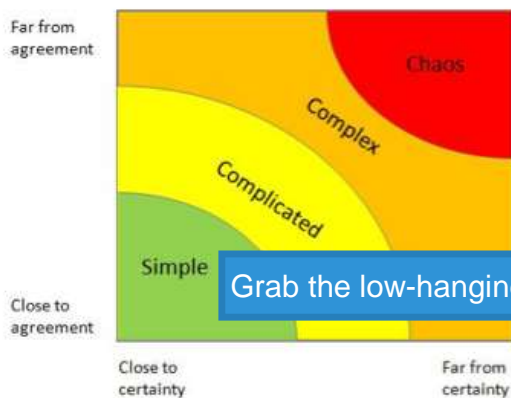 Far from
agreement
Chaos
Complex
Complicated
Simple
Grab the low-hanging
Close to
agreement
Close to
certainty
Far from
certainty